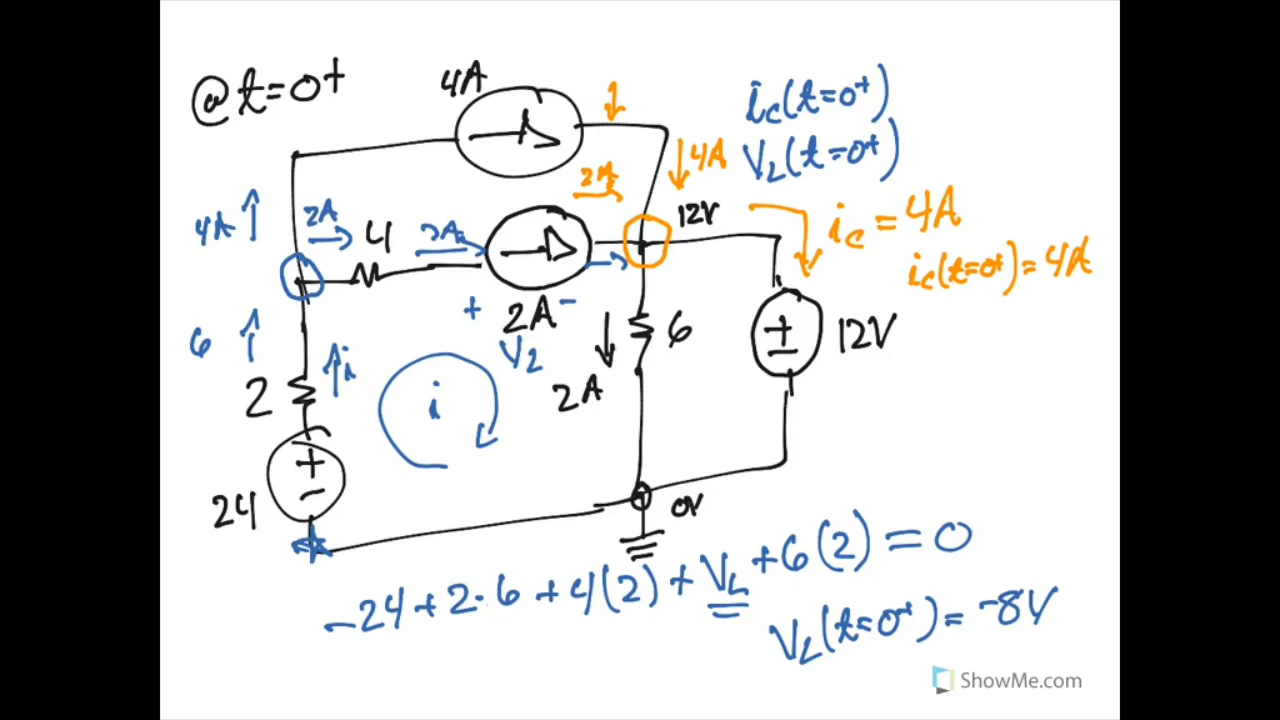 @t=0+
4A
ic(t=0+)
VL(t=0+)
4A
2A
12V
ic = 4A
ic(t=0+)=4A
4A
2A
4
2A
+
2A
-
VL
6
+
-
12V
6
i
2
i
2A
+
-
24
0V
-24+2·6+4(2)+VL+6(2)=0
VL(t=0+)=-8V
ShowMe.com